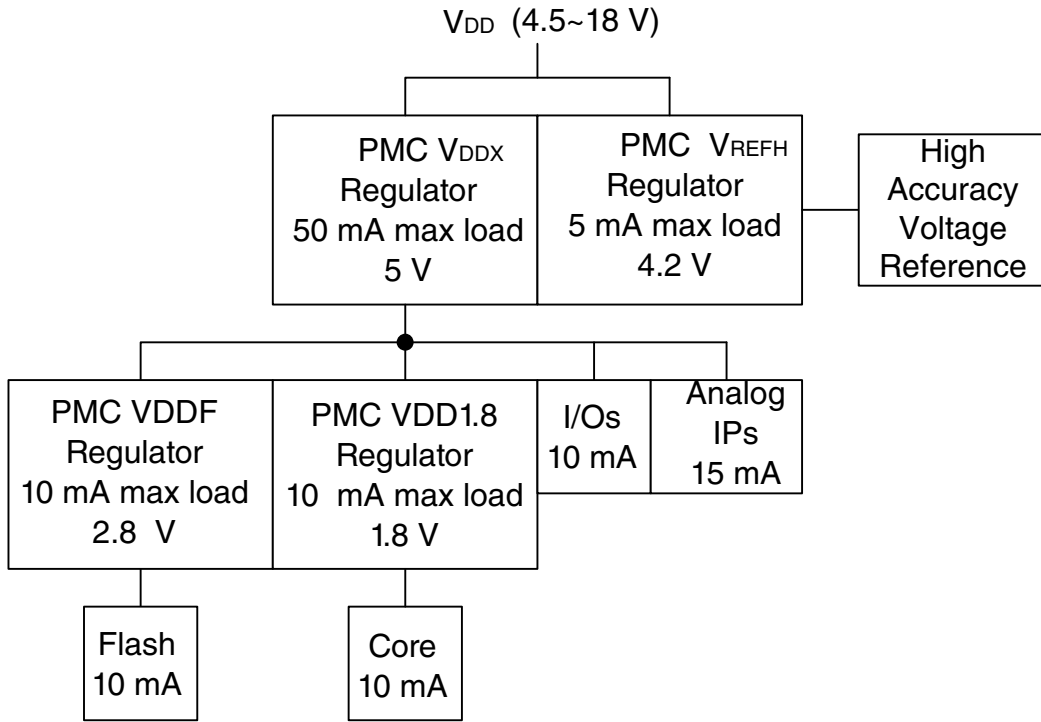 VDD (4.5~18 V)
PMC VDDX
Regulator
50 mA max load
5 V
PMC VREFH
Regulator
5 mA max load
4.2 V
High
Accuracy
Voltage
Reference
PMC VDDF
Regulator
10 mA max load
2.8 V
PMC VDD1.8
Regulator
10 mA max load
1.8 V
I/Os
10 mA
Analog
IPs
15 mA
Flash
10 mA
Core
10 mA